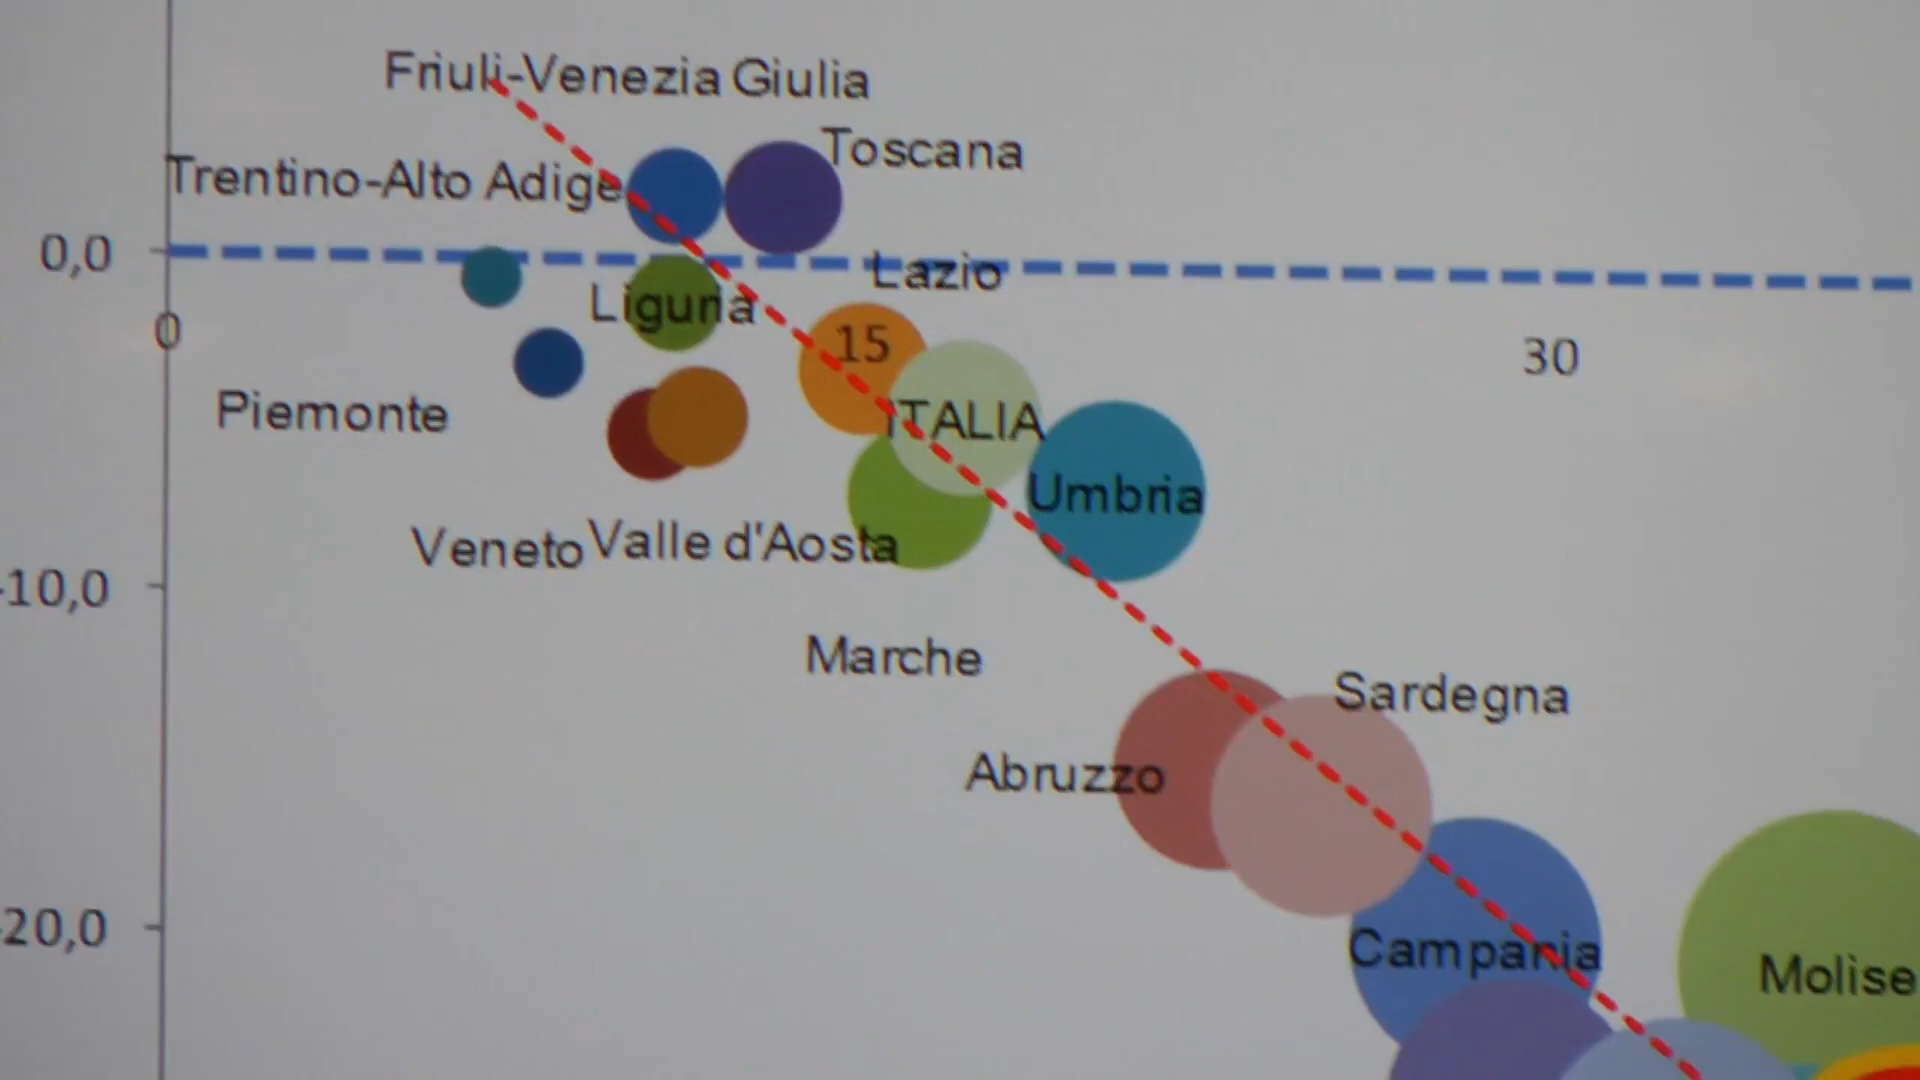 Friuli-Venezia Giulia
Toscana
Trentino-Alto Adige
0,0
Lazio
Liguria
0
15
30
Piemonte
ITALIA
Umbria
Veneto
Valle d'Aosta
-10,0
Marche
Sardegna
Abruzzo
-20,0
Campania
Molise